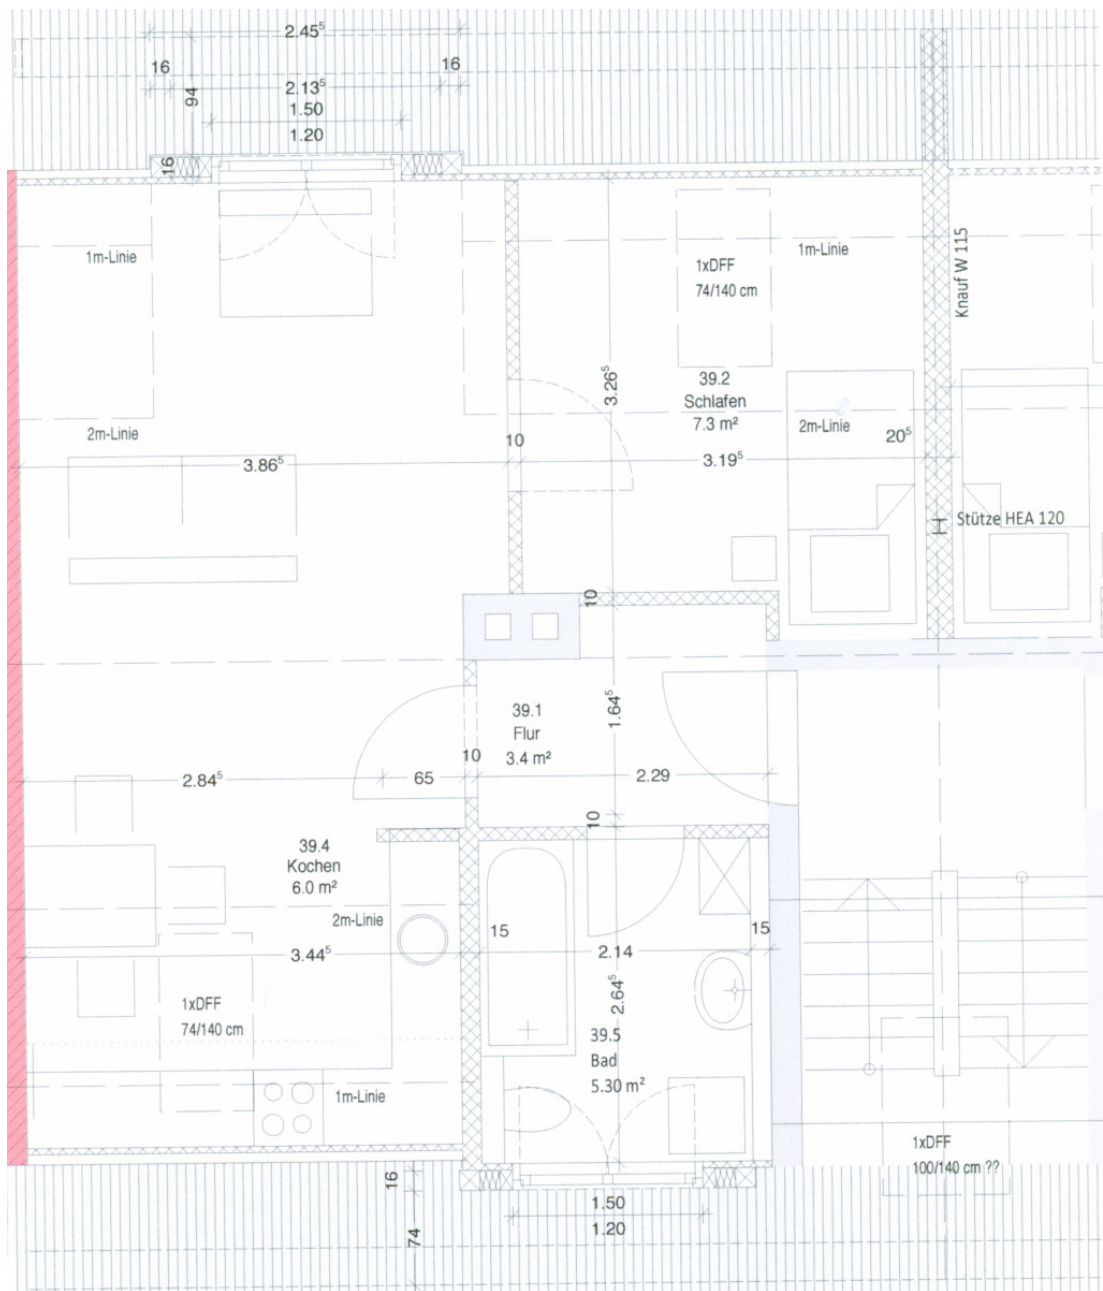 2.45⁵
16
16
2.13⁵
94
1.50
1.20
16
1m-Linie
1xDFF
74/140 cm
1m-Linie
Knauf W 115
3.26⁵
39.2
Schlafen
7.3 m²
2m-Linie
2m-Linie
10
20⁵
3.86⁵
3.19⁵
Stütze HEA 120
10
39.1
Flur
3.4 m²
1.64⁵
10
2.84⁵
65
2.29
10
39.4
Kochen
6.0 m²
2m-Linie
15
15
3.44⁵
2.14
2.64⁵
1xDFF
74/140 cm
39.5
Bad
5.30 m²
1m-Linie
1xDFF
100/140 cm ??
16
1.50
1.20
74